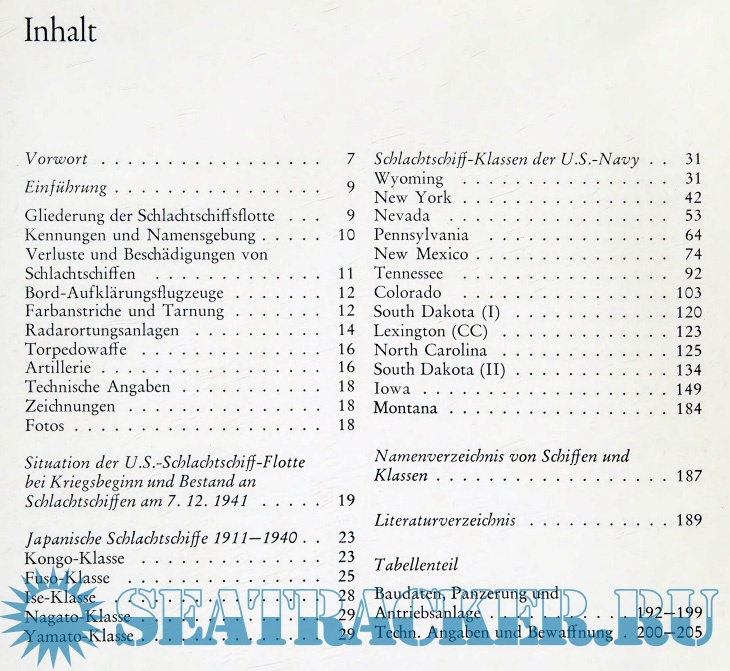 Inhalt
Vorwort . . . . . . . . . . . . . . . . . . . 7
Einführung . . . . . . . . . . . . . . . . . . 9
Gliederung der Schlachtschiffsflotte . . . 9
Kennungen und Namensgebung . . . . . 10
Verluste und Beschädigungen von
Schlachtschiffen . . . . . . . . . . . . . . 11
Bord-Aufklärungsflugzeuge . . . . . . . . 12
Farbanstriche und Tarnung . . . . . . . . 12
Radarortungsanlagen . . . . . . . . . . . 14
Torpedowaffe . . . . . . . . . . . . . . . 16
Artillerie . . . . . . . . . . . . . . . . . . 16
Technische Angaben . . . . . . . . . . . . 18
Zeichnungen . . . . . . . . . . . . . . . . 18
Fotos . . . . . . . . . . . . . . . . . . . . 18
Situation der U.S.-Schlachtschiff-Flotte
bei Kriegsbeginn und Bestand an
Schlachtschiffen am 7. 12. 1941 . . . . . . 19
Japanische Schlachtschiffe 1911–1940 . . 23
Kongo-Klasse . . . . . . . . . . . . . . . 23
Fuso-Klasse . . . . . . . . . . . . . . . . 25
Ise-Klasse . . . . . . . . . . . . . . . . . 28
Nagato-Klasse . . . . . . . . . . . . . . . 29
Yamato-Klasse . . . . . . . . . . . . . . . 29
Schlachtschiff-Klassen der U.S.-Navy . . 31
Wyoming . . . . . . . . . . . . . . . . . 31
New York . . . . . . . . . . . . . . . . . 42
Nevada . . . . . . . . . . . . . . . . . . 53
Pennsylvania . . . . . . . . . . . . . . . 64
New Mexico . . . . . . . . . . . . . . . . 74
Tennessee . . . . . . . . . . . . . . . . . 92
Colorado . . . . . . . . . . . . . . . . . 103
South Dakota (I) . . . . . . . . . . . . . 120
Lexington (CC) . . . . . . . . . . . . . . 123
North Carolina . . . . . . . . . . . . . . 125
South Dakota (II) . . . . . . . . . . . . . 134
Iowa . . . . . . . . . . . . . . . . . . . 149
Montana . . . . . . . . . . . . . . . . . 184
Namenverzeichnis von Schiffen und
Klassen . . . . . . . . . . . . . . . . . . 187
Literaturverzeichnis . . . . . . . . . . . 189
Tabellenteil
Baudaten, Panzerung und
Antriebsanlage . . . . . . . . . . . . 192–199
Techn. Angaben und Bewaffnung . 200–205
SEATRACKER.RU